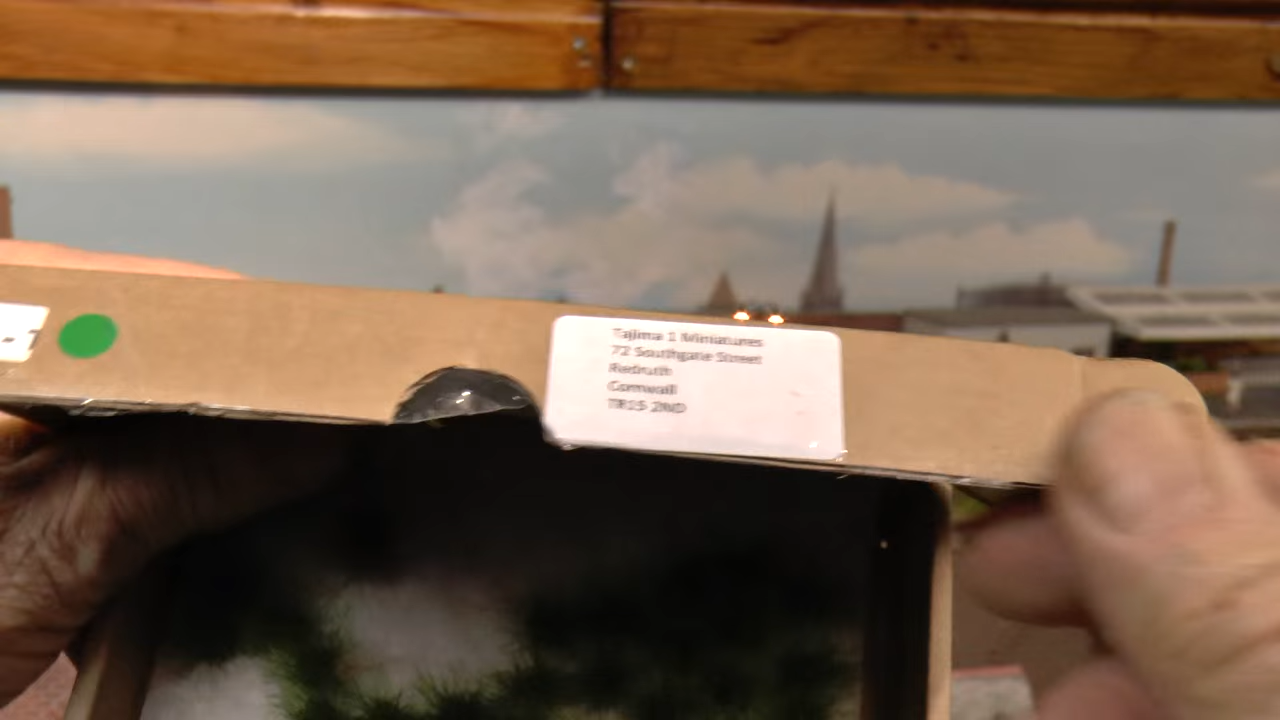 Tajima 1 Miniatures
72 Southgate Street
Redruth
Cornwall
TR15 2ND